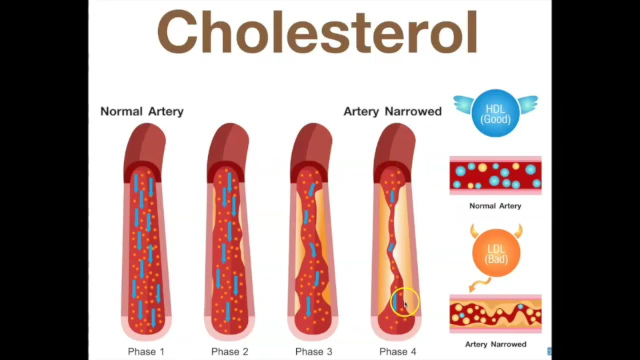 Cholesterol
Normal Artery
Artery Narrowed
HDL
(Good)
Normal Artery
LDL
(Bad)
Artery Narrowed
Phase 1
Phase 2
Phase 3
Phase 4